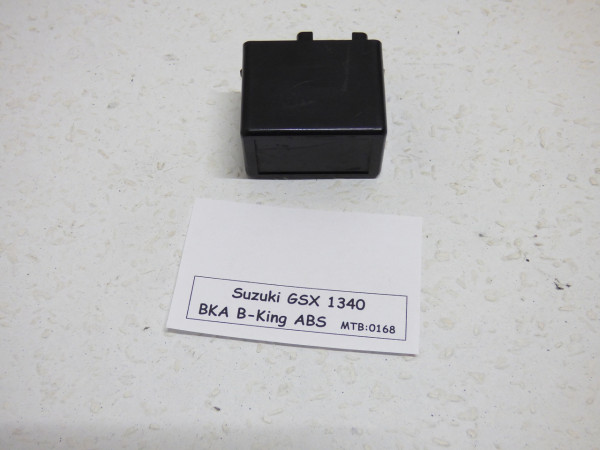 Suzuki GSX 1340
BKA B-King ABS MTB:0168